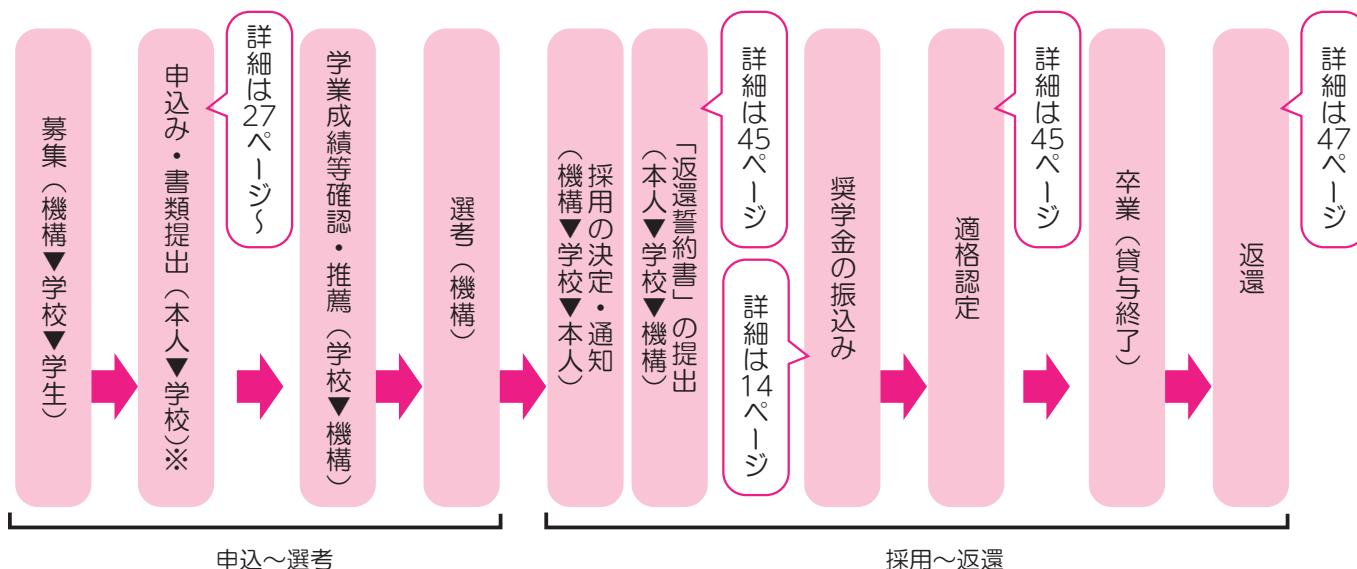 募集（機構▼学校▼学生）
申込み・書類提出（本人▼学校）※
詳細は27ページ～
学業成績等確認・推薦（学校▼機構）
選考（機構）
採用の決定・通知
（機構▼学校▼本人）
「返還誓約書」の提出
（本人▼学校▼機構）
詳細は45ページ
詳細は14ページ
奨学金の振込み
適格認定
詳細は45ページ
卒業（貸与終了）
返還
詳細は47ページ
申込～選考
採用～返還